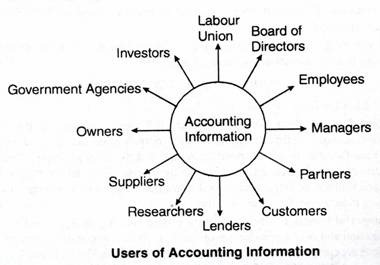 Labour
Union
Board of
Directors
Investors
Employees
Government Agencies
Accounting
Information
Owners
Managers
Suppliers
Partners
Researchers
Customers
Lenders
Users of Accounting Information